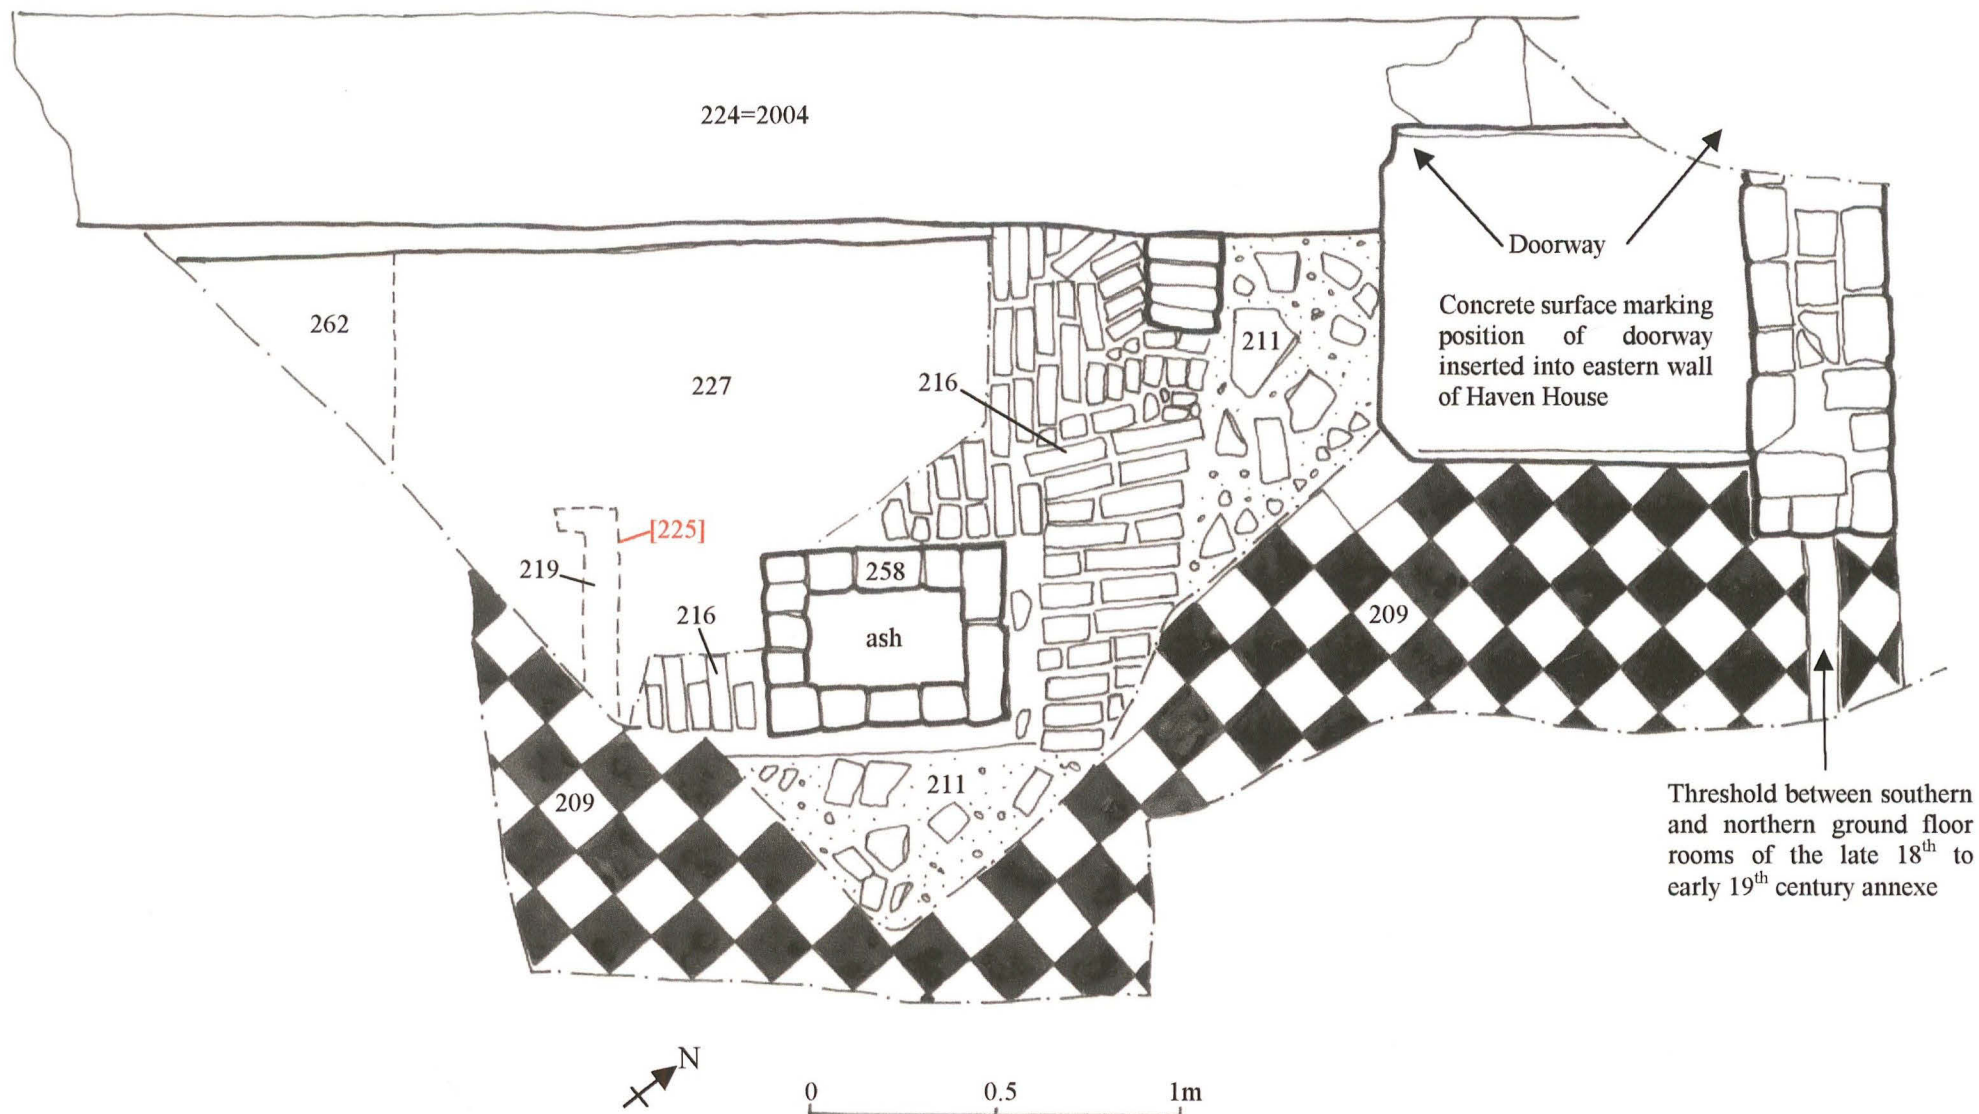 224=2004
Doorway
262
Concrete surface marking
position of doorway
inserted into eastern wall
of Haven House
211
227
216
[225]
219
258
216
ash
209
211
209
Threshold between southern
and northern ground floor
rooms of the late 18th to
early 19th century annexe
N
0 0.5 1m